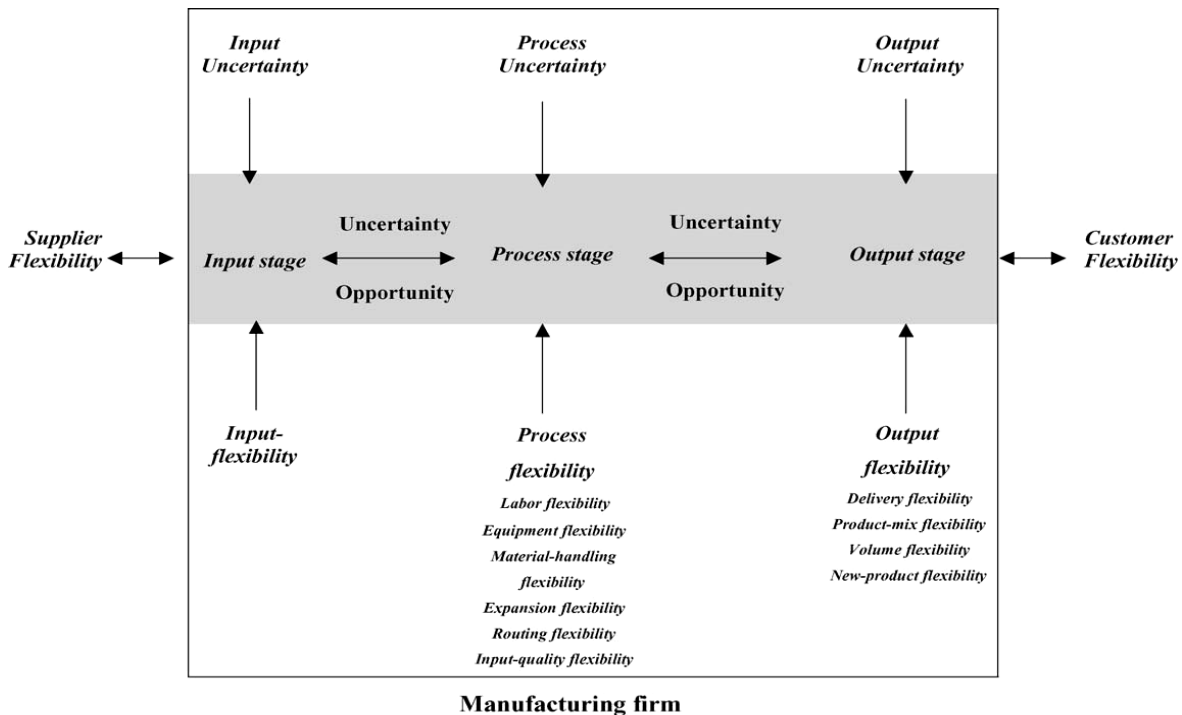 Input
Uncertainty
Process
Uncertainty
Output
Uncertainty
Supplier
Flexibility
Input stage
Uncertainty
Opportunity
Process stage
Uncertainty
Opportunity
Output stage
Customer
Flexibility
Input-
flexibility
Process
flexibility
Labor flexibility
Equipment flexibility
Material-handling
flexibility
Expansion flexibility
Routing flexibility
Input-quality flexibility
Output
flexibility
Delivery flexibility
Product-mix flexibility
Volume flexibility
New-product flexibility
Manufacturing firm